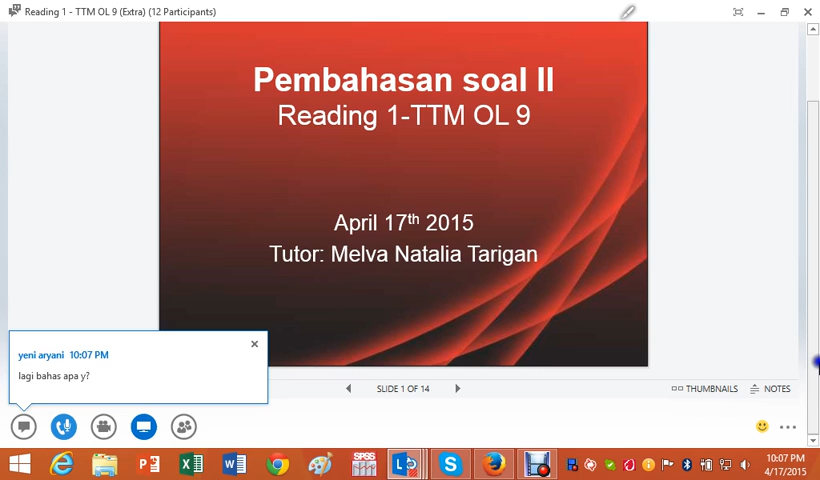 Reading 1 - TTM OL 9 (Extra) (12 Participants)
Pembahasan soal II
Reading 1-TTM OL 9
April 17th 2015
Tutor: Melva Natalia Tarigan
yeni aryani 10:07 PM
lagi bahas apa y?
SLIDE 1 OF 14
THUMBNAILS
NOTES
SPSS
10:07 PM
4/17/2015